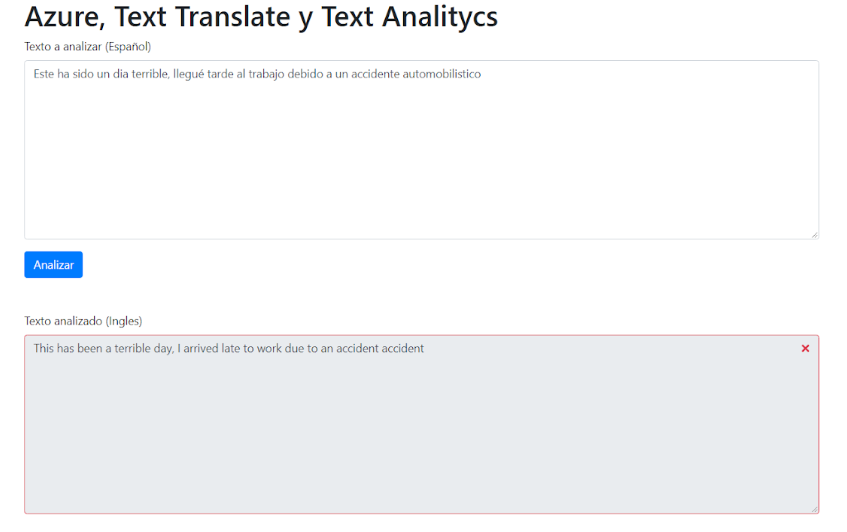 Azure, Text Translate y Text Analitycs
Texto a analizar (Español)
Este ha sido un dia terrible, llegué tarde al trabajo debido a un accidente automobilistico
Analizar
Texto analizado (Ingles)
This has been a terrible day, I arrived late to work due to an accident accident